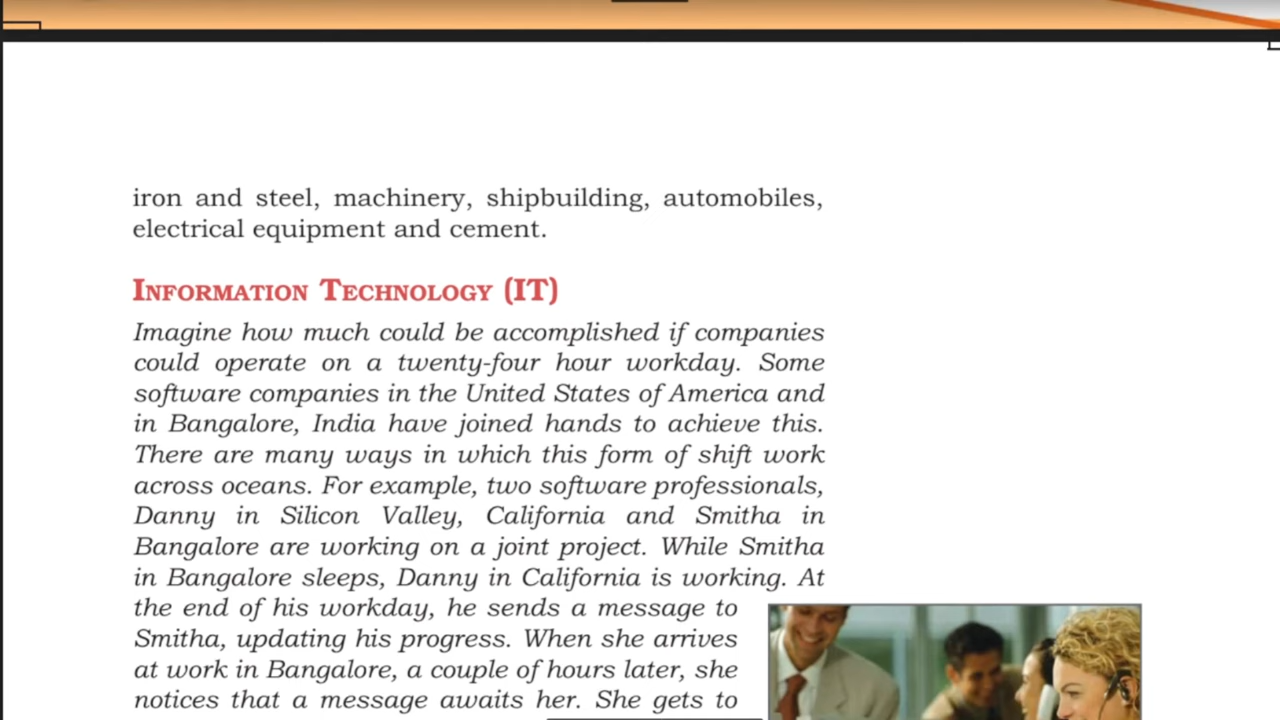 iron and steel, machinery, shipbuilding, automobiles,
electrical equipment and cement.
INFORMATION TECHNOLOGY (IT)
Imagine how much could be accomplished if companies
could operate on a twenty-four hour workday. Some
software companies in the United States of America and
in Bangalore, India have joined hands to achieve this.
There are many ways in which this form of shift work
across oceans. For example, two software professionals,
Danny in Silicon Valley, California and Smitha in
Bangalore are working on a joint project. While Smitha
in Bangalore sleeps, Danny in California is working. At
the end of his workday, he sends a message to
Smitha, updating his progress. When she arrives
at work in Bangalore, a couple of hours later, she
notices that a message awaits her. She gets to